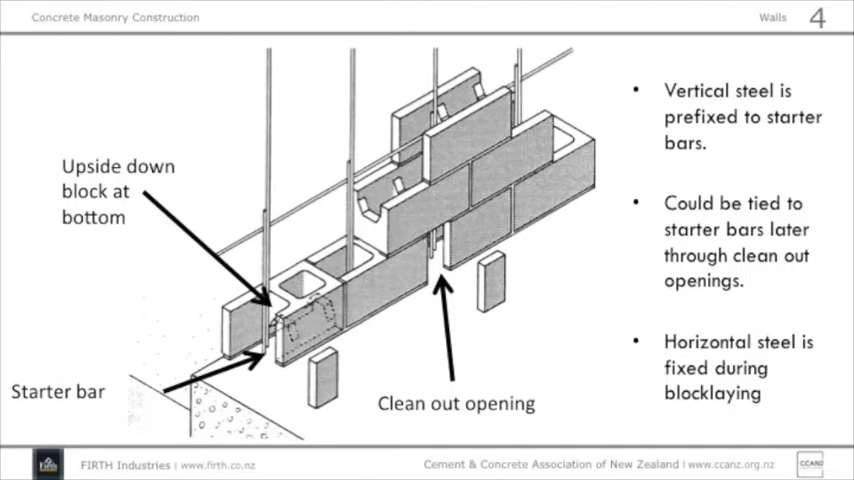 Concrete Masonry Construction
Walls
4
Upside down
block at
bottom
Starter bar
Clean out opening
• Vertical steel is
prefixed to starter
bars.
• Could be tied to
starter bars later
through clean out
openings.
• Horizontal steel is
fixed during
blocklaying
Firth
FIRTH Industries | www.firth.co.nz
Cement & Concrete Association of New Zealand | www.ccanz.org.nz
CCANZ